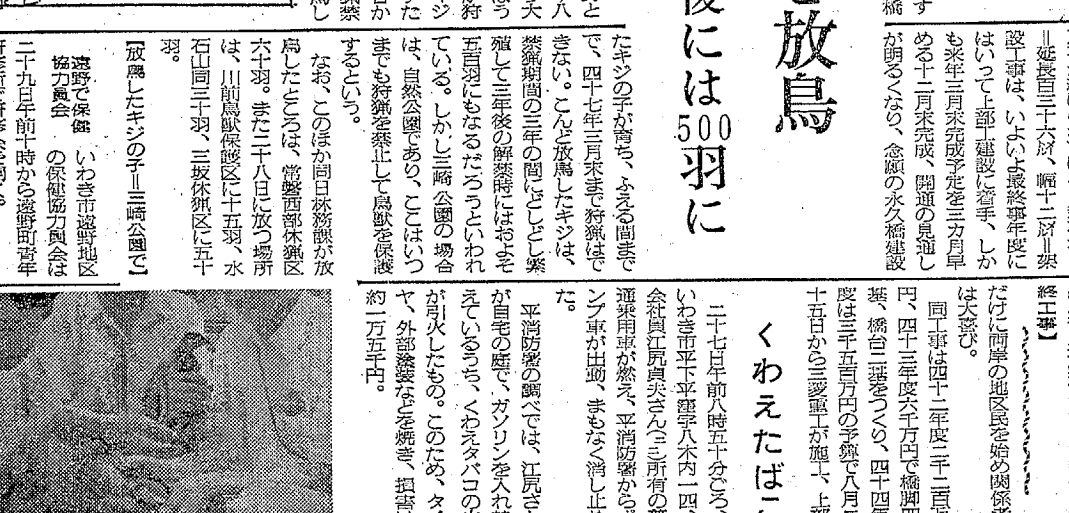 ＝延長百三十六㍍、幅十二㍍＝架
設工事は、いよいよ最終事年度に
はいって上部工建設に着手、しか
も来年三月末完成予定を三カ月早
める十二月末完成、開通の見通し
が明るくなり、念願の永久橋建設
終工事】
だけに両岸の地区民を始め関係者
は大喜び。
同工事は四十二年度二千二百
円、四十三年度六千万円で橋脚四
基、橋台二基をつくり、四十四年
度は三千五百万円の予算で八月二
十五日から三菱重工が施工、上部
放鳥
後には500羽に
たキジの子が育ち、ふえる間まで
で、四十七年三月末まで狩猟はで
きない。こんど放鳥したキジは、
禁猟期間の三年の間にどしどし繁
殖して三年後の解禁時にはおよそ
五百羽にもなるだろうといわれ
ている。しかし三崎公園の場合
は、自然公園であり、ここはいつ
までも狩猟を禁止して鳥獣を保護
するという。
なお、このほか同日林務課が放
鳥したところは、常磐西部休猟区
六十羽。また二十八日に放つ場所
は、川前鳥獣保護区に十五羽、水
石山同三十羽、三坂休猟区に五十
羽。
【放鳥したキジの子＝三崎公園で】
遠野で保健
協力員会
いわき市遠野地区
の保健協力員会は
二十九日午前十時から遠野町青年
くわえたばこ
二十七日午前八時五十分ごろ、
いわき市平下平窪字八木内一四、
会社員江尻貞夫さん(三)所有の普
通乗用車が燃え、平消防署からポ
ンプ車が出動、まもなく消し止め
た。
平消防署の調べでは、江尻さん
が自宅の庭で、ガソリンを入れ替
えているうち、くわえタバコの火
が引火したもの。このため、タイ
ヤ、外部塗装などを焼き、損害は
約一万五千円。